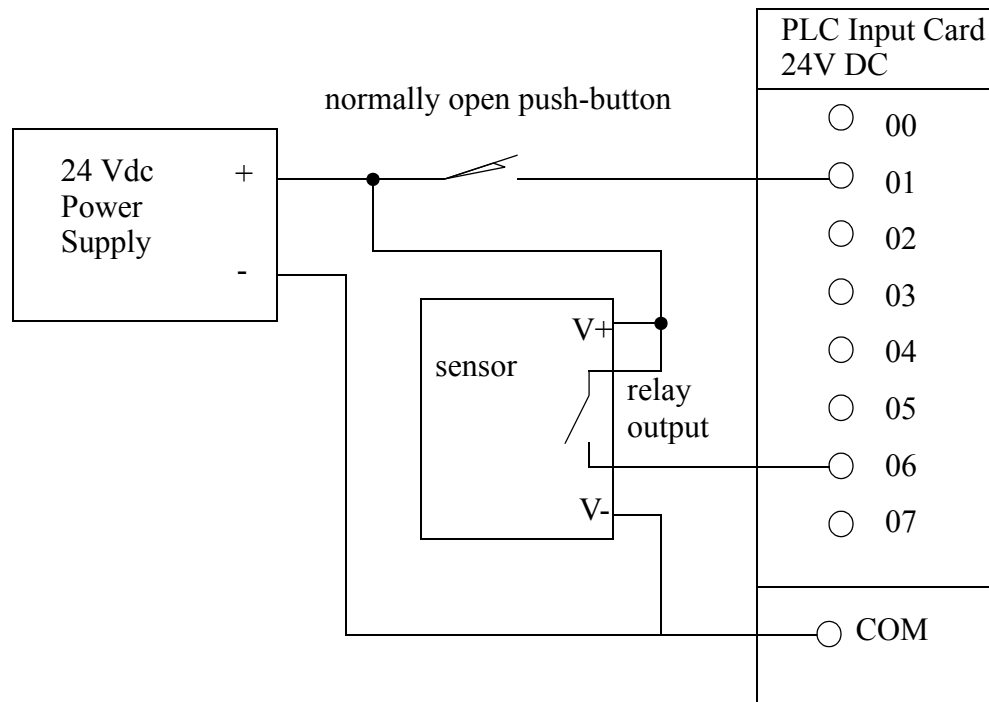 PLC Input Card
24V DC
normally open push-button
00
24 Vdc
Power
Supply
+
-
01
02
03
04
05
06
07
V+
sensor
relay
output
V-
COM